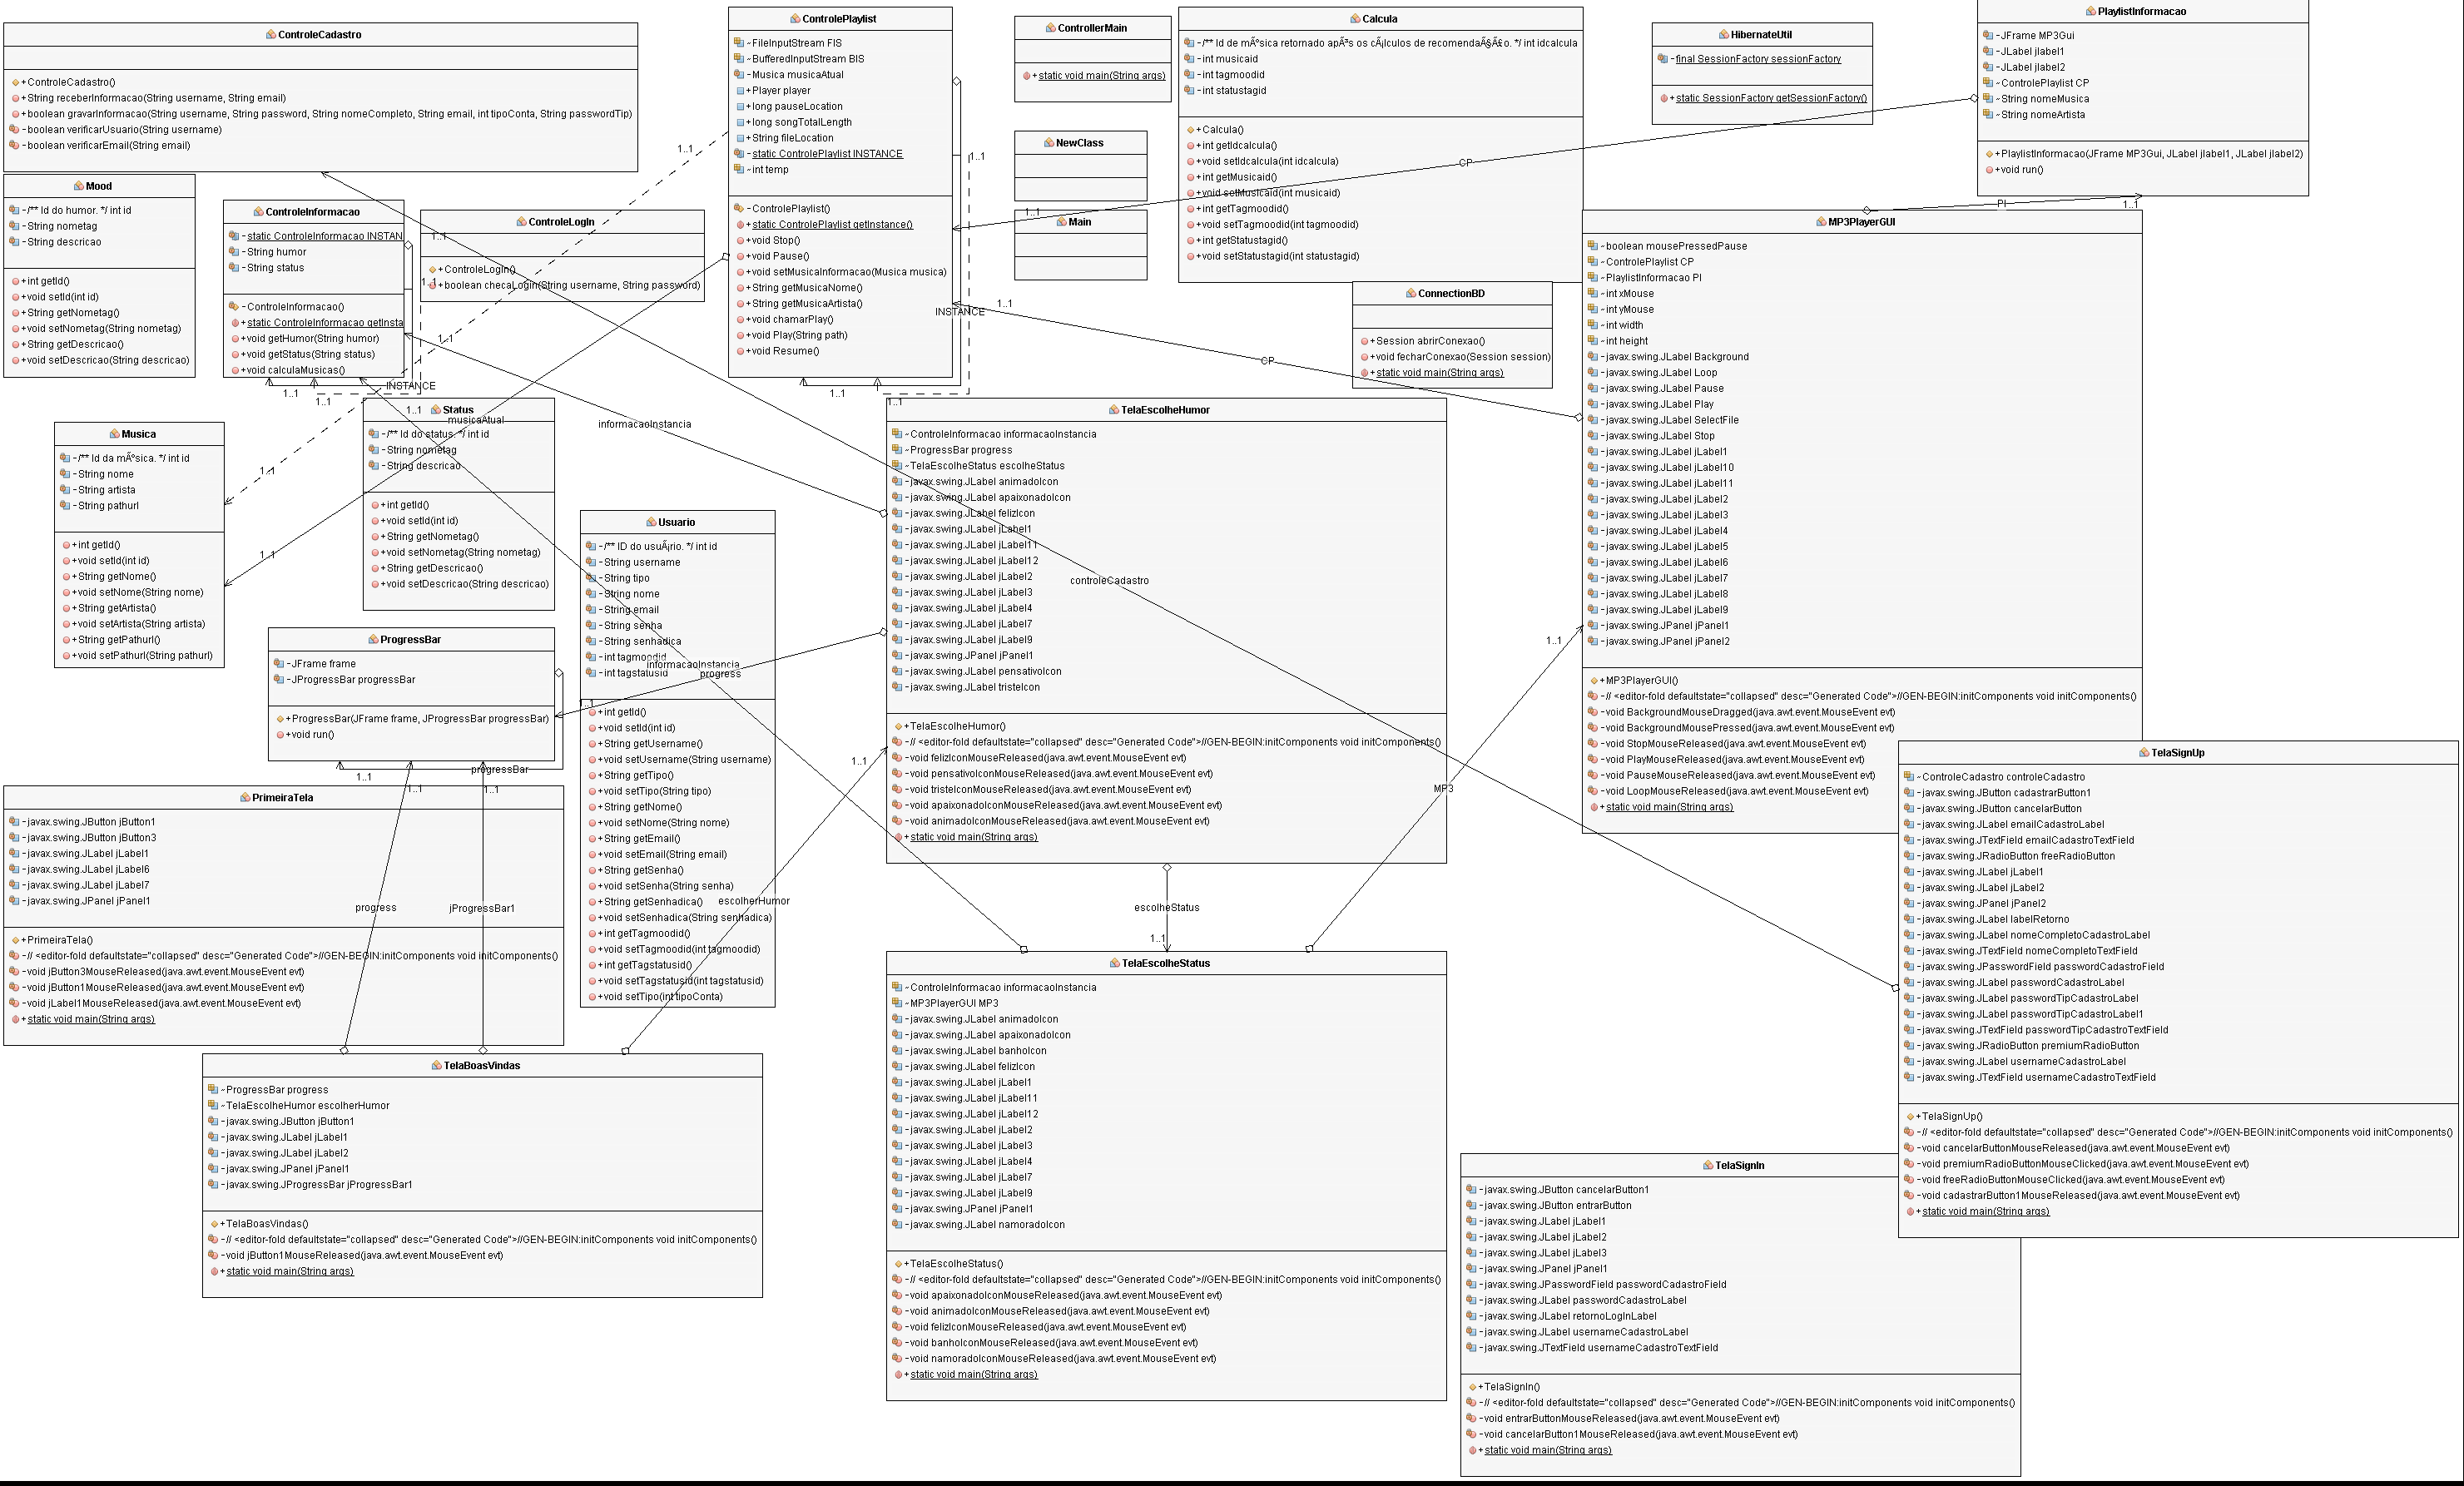 ControleCadastro
+ControleCadastro()
+String receberInformacao(String username, String email)
+boolean gravarInformacao(String username, String password, String nomeCompleto, String email, int tipoConta, String passwordTip)
-boolean verificarUsuario(String username)
-boolean verificarEmail(String email)
ControlePlaylist
~FileInputStream FIS
~BufferedInputStream BIS
-Musica musicaAtual
+Player player
+long pauseLocation
+long songTotalLength
+String fileLocation
-static ControlePlaylist INSTANCE
~int temp
-ControlePlaylist()
+static ControlePlaylist getInstance()
+void Stop()
+void Pause()
+void setMusicaInformacao(Musica musica)
+String getMusicaNome()
+String getMusicaArtista()
+void chamarPlay()
+void Play(String path)
+void Resume()
ControllerMain
+static void main(String args)
NewClass
Main
Calcula
-/** Id de mÃºsica retornado apÃ³s os cÃ¡lculos de recomendaÃ§Ã£o. */ int idcalcula
-int musicaid
-int tagmoodid
-int statustagid
+Calcula()
+int getIdcalcula()
+void setIdcalcula(int idcalcula)
+int getMusicaid()
+void setMusicaid(int musicaid)
+int getTagmoodid()
+void setTagmoodid(int tagmoodid)
+int getStatustagid()
+void setStatustagid(int statustagid)
HibernateUtil
-final SessionFactory sessionFactory
+static SessionFactory getSessionFactory()
PlaylistInformacao
-JFrame MP3Gui
-JLabel jlabel1
-JLabel jlabel2
~ControlePlaylist CP
~String nomeMusica
~String nomeArtista
+PlaylistInformacao(JFrame MP3Gui, JLabel jlabel1, JLabel jlabel2)
+void run()
Mood
-/** Id do humor. */ int id
-String nometag
-String descricao
+int getId()
+void setId(int id)
+String getNometag()
+void setNometag(String nometag)
+String getDescricao()
+void setDescricao(String descricao)
ControleInformacao
-static ControleInformacao INSTAN
-String humor
-String status
-ControleInformacao()
+static ControleInformacao getInsta
+void getHumor(String humor)
+void getStatus(String status)
+void calculaMusicas()
ControleLogIn
+ControleLogIn()
+boolean checaLogin(String username, String password)
ConnectionBD
+Session abrirConexao()
+void fecharConexao(Session session)
+static void main(String args)
MP3PlayerGUI
~boolean mousePressedPause
~ControlePlaylist CP
~PlaylistInformacao PI
~int xMouse
~int yMouse
~int width
~int height
-javax.swing.JLabel Background
-javax.swing.JLabel Loop
-javax.swing.JLabel Pause
-javax.swing.JLabel Play
-javax.swing.JLabel SelectFile
-javax.swing.JLabel Stop
-javax.swing.JLabel jLabel1
-javax.swing.JLabel jLabel10
-javax.swing.JLabel jLabel11
-javax.swing.JLabel jLabel2
-javax.swing.JLabel jLabel3
-javax.swing.JLabel jLabel4
-javax.swing.JLabel jLabel5
-javax.swing.JLabel jLabel6
-javax.swing.JLabel jLabel7
-javax.swing.JLabel jLabel8
-javax.swing.JLabel jLabel9
-javax.swing.JPanel jPanel1
-javax.swing.JPanel jPanel2
+MP3PlayerGUI()
-// <editor-fold defaultstate="collapsed" desc="Generated Code">//GEN-BEGIN:initComponents void initComponents()
-void BackgroundMouseDragged(java.awt.event.MouseEvent evt)
-void BackgroundMousePressed(java.awt.event.MouseEvent evt)
-void StopMouseReleased(java.awt.event.MouseEvent evt)
-void PlayMouseReleased(java.awt.event.MouseEvent evt)
-void PauseMouseReleased(java.awt.event.MouseEvent evt)
-void LoopMouseReleased(java.awt.event.MouseEvent evt)
+static void main(String args)
Musica
-/** Id da mÃºsica. */ int id
-String nome
-String artista
-String pathurl
+int getId()
+void setId(int id)
+String getNome()
+void setNome(String nome)
+String getArtista()
+void setArtista(String artista)
+String getPathurl()
+void setPathurl(String pathurl)
Status
-/** Id do status. */ int id
-String nometag
-String descricao
+int getId()
+void setId(int id)
+String getNometag()
+void setNometag(String nometag)
+String getDescricao()
+void setDescricao(String descricao)
Usuario
-/** ID do usuÃ¡rio. */ int id
-String username
-String tipo
-String nome
-String email
-String senha
-String senhadica
-int tagmoodid
-int tagstatusid
+int getId()
+void setId(int id)
+String getUsername()
+void setUsername(String username)
+String getTipo()
+void setTipo(String tipo)
+String getNome()
+void setNome(String nome)
+String getEmail()
+void setEmail(String email)
+String getSenha()
+void setSenha(String senha)
+String getSenhadica()
+void setSenhadica(String senhadica)
+int getTagmoodid()
+void setTagmoodid(int tagmoodid)
+int getTagstatusid()
+void setTagstatusid(int tagstatusid)
+void setTipo(int tipoConta)
TelaEscolheHumor
~ControleInformacao informacaoInstancia
~ProgressBar progress
~TelaEscolheStatus escolheStatus
-javax.swing.JLabel animadoIcon
-javax.swing.JLabel apaixonadoIcon
-javax.swing.JLabel felizIcon
-javax.swing.JLabel jLabel1
-javax.swing.JLabel jLabel11
-javax.swing.JLabel jLabel12
-javax.swing.JLabel jLabel2
-javax.swing.JLabel jLabel3
-javax.swing.JLabel jLabel4
-javax.swing.JLabel jLabel7
-javax.swing.JLabel jLabel9
-javax.swing.JPanel jPanel1
-javax.swing.JLabel pensativoIcon
-javax.swing.JLabel tristeIcon
+TelaEscolheHumor()
-// <editor-fold defaultstate="collapsed" desc="Generated Code">//GEN-BEGIN:initComponents void initComponents()
-void felizIconMouseReleased(java.awt.event.MouseEvent evt)
-void pensativoIconMouseReleased(java.awt.event.MouseEvent evt)
-void tristeIconMouseReleased(java.awt.event.MouseEvent evt)
-void apaixonadoIconMouseReleased(java.awt.event.MouseEvent evt)
-void animadoIconMouseReleased(java.awt.event.MouseEvent evt)
+static void main(String args)
ProgressBar
-JFrame frame
-JProgressBar progressBar
+ProgressBar(JFrame frame, JProgressBar progressBar)
+void run()
PrimeiraTela
-javax.swing.JButton jButton1
-javax.swing.JButton jButton3
-javax.swing.JLabel jLabel1
-javax.swing.JLabel jLabel6
-javax.swing.JLabel jLabel7
-javax.swing.JPanel jPanel1
+PrimeiraTela()
-// <editor-fold defaultstate="collapsed" desc="Generated Code">//GEN-BEGIN:initComponents void initComponents()
-void jButton3MouseReleased(java.awt.event.MouseEvent evt)
-void jButton1MouseReleased(java.awt.event.MouseEvent evt)
-void jLabel1MouseReleased(java.awt.event.MouseEvent evt)
+static void main(String args)
TelaBoasVindas
~ProgressBar progress
~TelaEscolheHumor escolherHumor
-javax.swing.JButton jButton1
-javax.swing.JLabel jLabel1
-javax.swing.JLabel jLabel2
-javax.swing.JPanel jPanel1
-javax.swing.JProgressBar jProgressBar1
+TelaBoasVindas()
-// <editor-fold defaultstate="collapsed" desc="Generated Code">//GEN-BEGIN:initComponents void initComponents()
-void jButton1MouseReleased(java.awt.event.MouseEvent evt)
+static void main(String args)
TelaEscolheStatus
~ControleInformacao informacaoInstancia
~MP3PlayerGUI MP3
-javax.swing.JLabel animadoIcon
-javax.swing.JLabel apaixonadoIcon
-javax.swing.JLabel banhoIcon
-javax.swing.JLabel felizIcon
-javax.swing.JLabel jLabel1
-javax.swing.JLabel jLabel11
-javax.swing.JLabel jLabel12
-javax.swing.JLabel jLabel2
-javax.swing.JLabel jLabel3
-javax.swing.JLabel jLabel4
-javax.swing.JLabel jLabel7
-javax.swing.JLabel jLabel9
-javax.swing.JPanel jPanel1
-javax.swing.JLabel namoradoIcon
+TelaEscolheStatus()
-// <editor-fold defaultstate="collapsed" desc="Generated Code">//GEN-BEGIN:initComponents void initComponents()
-void apaixonadoIconMouseReleased(java.awt.event.MouseEvent evt)
-void animadoIconMouseReleased(java.awt.event.MouseEvent evt)
-void felizIconMouseReleased(java.awt.event.MouseEvent evt)
-void banhoIconMouseReleased(java.awt.event.MouseEvent evt)
-void namoradoIconMouseReleased(java.awt.event.MouseEvent evt)
+static void main(String args)
TelaSignUp
~ControleCadastro controleCadastro
-javax.swing.JButton cadastrarButton1
-javax.swing.JButton cancelarButton
-javax.swing.JLabel emailCadastroLabel
-javax.swing.JTextField emailCadastroTextField
-javax.swing.JRadioButton freeRadioButton
-javax.swing.JLabel jLabel1
-javax.swing.JLabel jLabel2
-javax.swing.JPanel jPanel2
-javax.swing.JLabel labelRetorno
-javax.swing.JLabel nomeCompletoCadastroLabel
-javax.swing.JTextField nomeCompletoTextField
-javax.swing.JPasswordField passwordCadastroField
-javax.swing.JLabel passwordCadastroLabel
-javax.swing.JLabel passwordTipCadastroLabel
-javax.swing.JLabel passwordTipCadastroLabel1
-javax.swing.JTextField passwordTipCadastroTextField
-javax.swing.JRadioButton premiumRadioButton
-javax.swing.JLabel usernameCadastroLabel
-javax.swing.JTextField usernameCadastroTextField
+TelaSignUp()
-// <editor-fold defaultstate="collapsed" desc="Generated Code">//GEN-BEGIN:initComponents void initComponents()
-void cancelarButtonMouseReleased(java.awt.event.MouseEvent evt)
-void premiumRadioButtonMouseClicked(java.awt.event.MouseEvent evt)
-void freeRadioButtonMouseClicked(java.awt.event.MouseEvent evt)
-void cadastrarButton1MouseReleased(java.awt.event.MouseEvent evt)
+static void main(String args)
TelaSignIn
-javax.swing.JButton cancelarButton1
-javax.swing.JButton entrarButton
-javax.swing.JLabel jLabel1
-javax.swing.JLabel jLabel2
-javax.swing.JLabel jLabel3
-javax.swing.JPanel jPanel1
-javax.swing.JPasswordField passwordCadastroField
-javax.swing.JLabel passwordCadastroLabel
-javax.swing.JLabel retornoLogInLabel
-javax.swing.JLabel usernameCadastroLabel
-javax.swing.JTextField usernameCadastroTextField
+TelaSignIn()
-// <editor-fold defaultstate="collapsed" desc="Generated Code">//GEN-BEGIN:initComponents void initComponents()
-void entrarButtonMouseReleased(java.awt.event.MouseEvent evt)
-void cancelarButton1MouseReleased(java.awt.event.MouseEvent evt)
+static void main(String args)
1..1
1..1
CP
1..1
PI
1..1
1..1
1..1
1..1
1..1
INSTANCE
CP
INSTANCE
1..1
1..1
1..1
1..1
1..1
musicaAtual
informacaoInstancia
1..1
1..1
controleCadastro
1..1
informacaoInstancia
progress
1..1
1..1
progressBar
1..1
1..1
1..1
MP3
progress
jProgressBar1
escolherHumor
escolheStatus
1..1